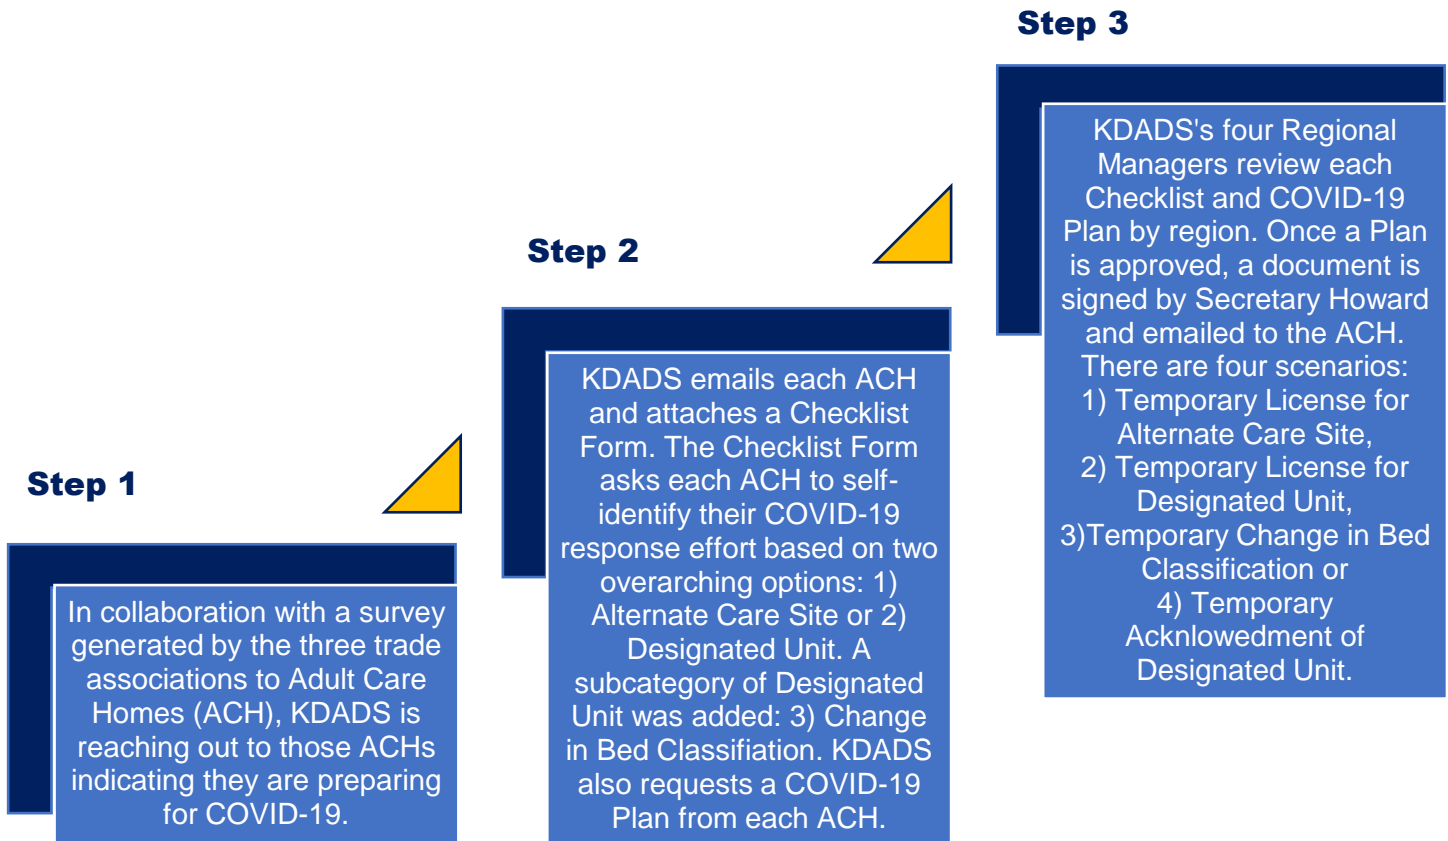 Step 1
In collaboration with a survey
generated by the three trade
associations to Adult Care
Homes (ACH), KDADS is
reaching out to those ACHs
indicating they are preparing
for COVID-19.
Step 2
KDADS emails each ACH
and attaches a Checklist
Form. The Checklist Form
asks each ACH to self-
identify their COVID-19
response effort based on two
overarching options: 1)
Alternate Care Site or 2)
Designated Unit. A
subcategory of Designated
Unit was added: 3) Change
in Bed Classifiation. KDADS
also requests a COVID-19
Plan from each ACH.
Step 3
KDADS's four Regional
Managers review each
Checklist and COVID-19
Plan by region. Once a Plan
is approved, a document is
signed by Secretary Howard
and emailed to the ACH.
There are four scenarios:
1) Temporary License for
Alternate Care Site,
2) Temporary License for
Designated Unit,
3)Temporary Change in Bed
Classification or
4) Temporary
Acknlowedment of
Designated Unit.